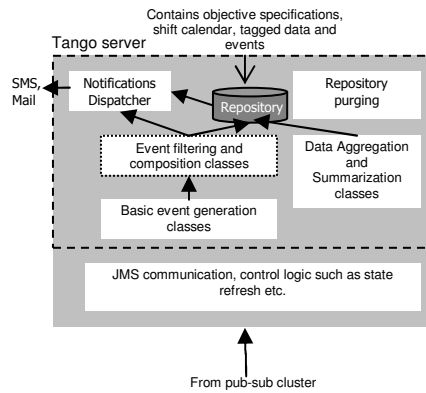 Contains objective specifications,
shift calendar, tagged data and
events
Tango server
SMS,
Mail
Notifications
Dispatcher
Repository
Repository
purging
Event filtering and
composition classes
Data Aggregation
and
Summarization
classes
Basic event generation
classes
JMS communication, control logic such as state
refresh etc.
From pub-sub cluster